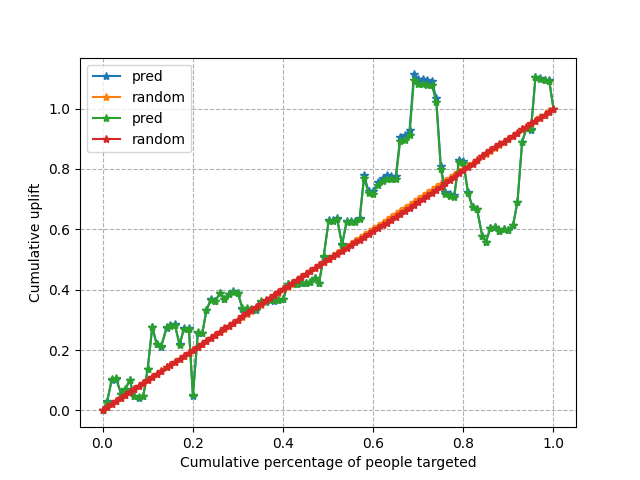 pred
random
pred
random
Cumulative uplift
1.0
0.8
0.6
0.4
0.2
0.0
0.0 0.2 0.4 0.6 0.8 1.0
Cumulative percentage of people targeted